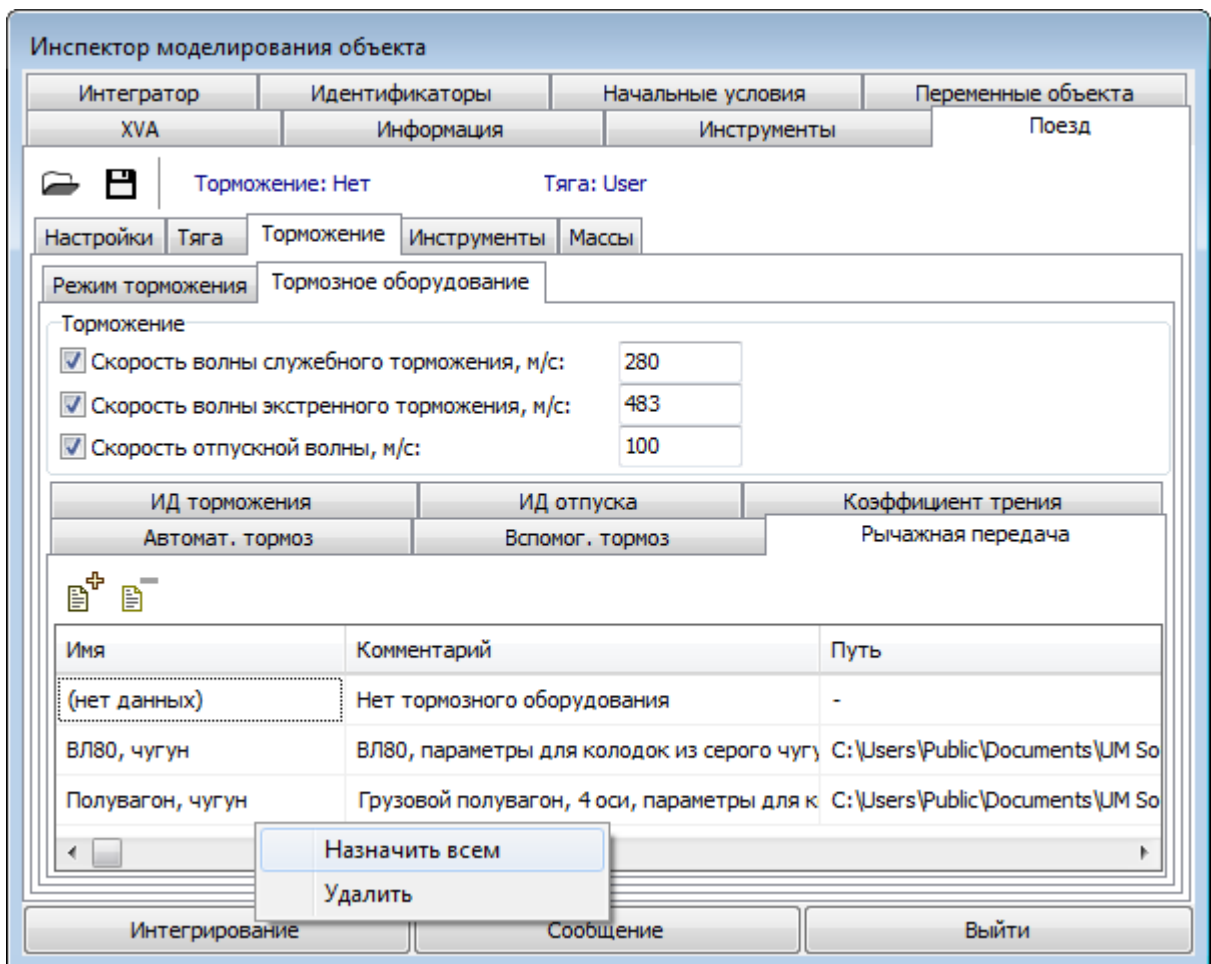 Инспектор моделирования объекта
Интегратор Идентификаторы Начальные условия Переменные объекта
XVA Информация Инструменты Поезд
Торможение: Нет Тяга: User
Настройки Тяга Торможение Инструменты Массы
Режим торможения Тормозное оборудование
Торможение
Скорость волны служебного торможения, м/с: 280
Скорость волны экстренного торможения, м/с: 483
Скорость отпускной волны, м/с: 100
ИД торможения ИД отпуска Коэффициент трения
Автомат. тормоз Вспомог. тормоз Рычажная передача
Имя Комментарий Путь
(нет данных) Нет тормозного оборудования -
ВЛ80, чугун ВЛ80, параметры для колодок из серого чугу C:\Users\Public\Documents\UM So
Полувагон, чугун Грузовой полувагон, 4 оси, параметры для к C:\Users\Public\Documents\UM So
Назначить всем
Удалить
Интегрирование Сообщение Выйти